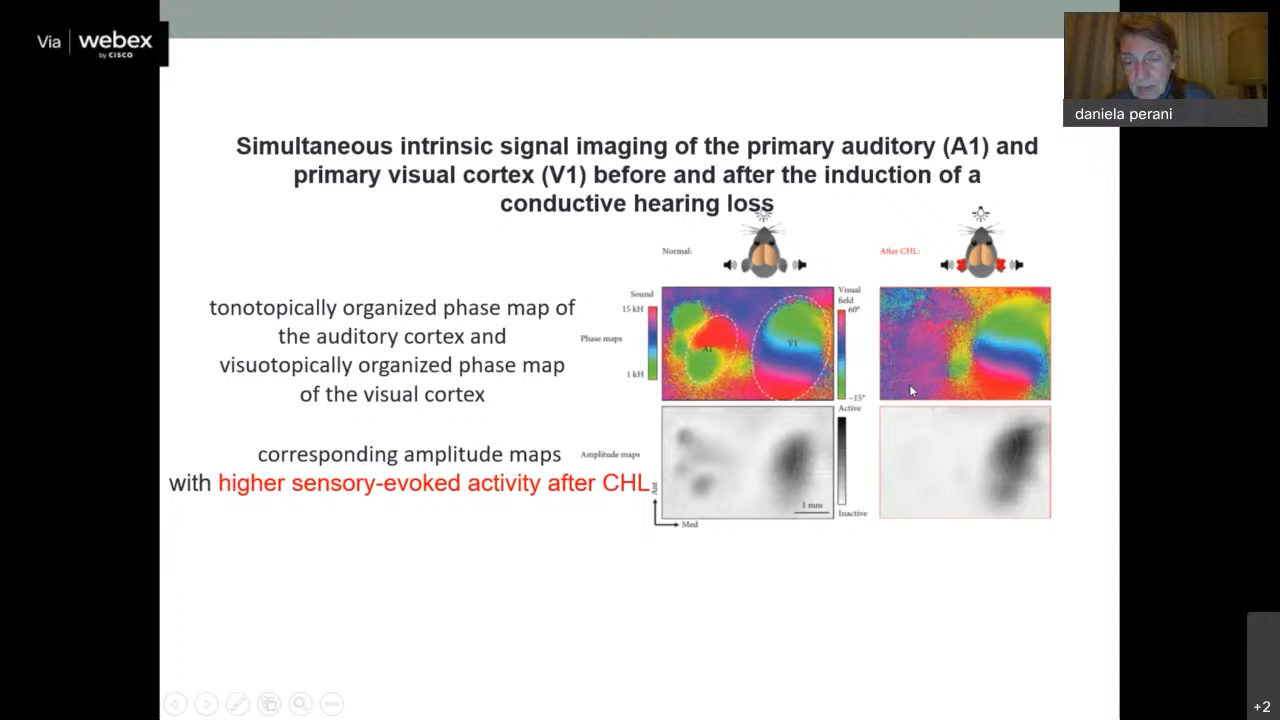 Via webex
by CISCO
daniela perani
Simultaneous intrinsic signal imaging of the primary auditory (A1) and
primary visual cortex (V1) before and after the induction of a
conductive hearing loss
Normal:
After CHL:
tonotopically organized phase map of
the auditory cortex and
visuotopically organized phase map
of the visual cortex
Sound
15 kH
Phase maps
1 kH
A1
V1
Visual
field
60°
−15°
corresponding amplitude maps
with higher sensory-evoked activity after CHL
Amplitude maps
Active
Inactive
1 mm
Ant
Med
+2